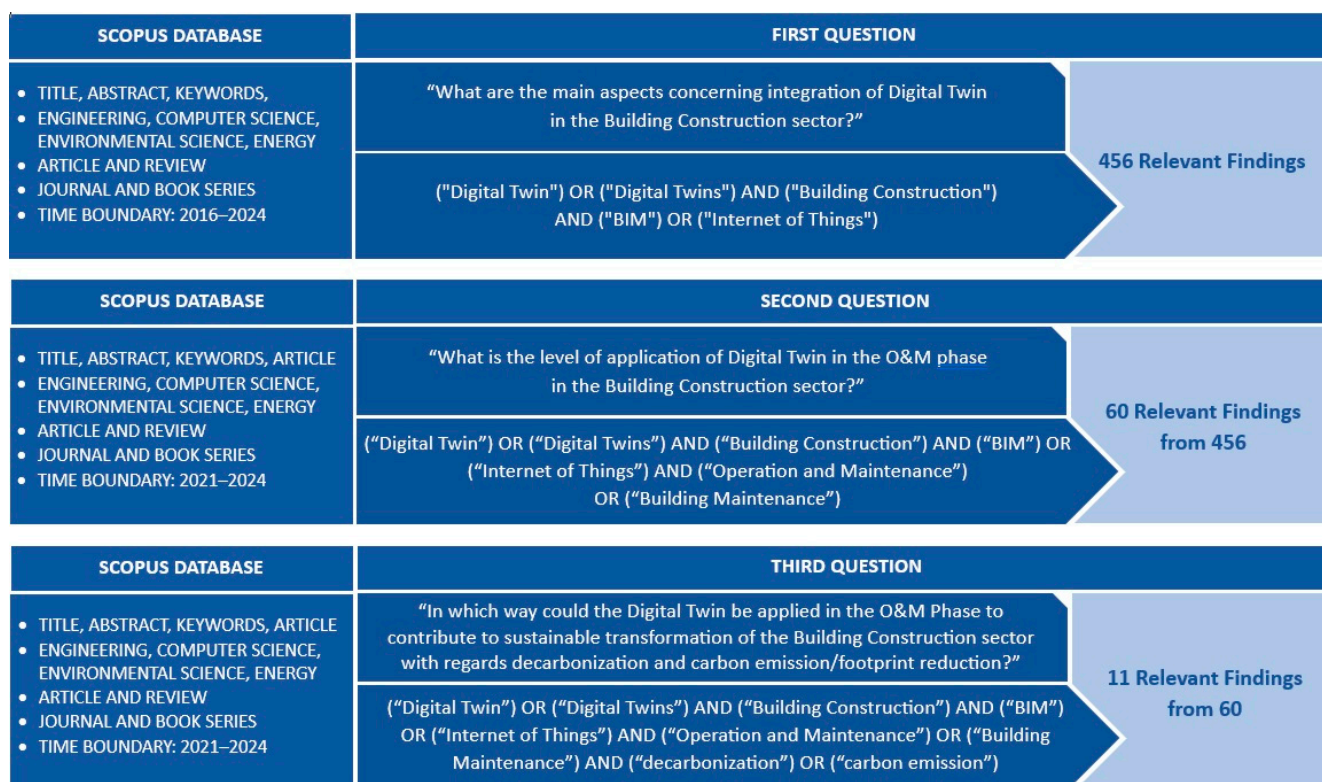 SCOPUS DATABASE
FIRST QUESTION
• TITLE, ABSTRACT, KEYWORDS,
• ENGINEERING, COMPUTER SCIENCE,
ENVIRONMENTAL SCIENCE, ENERGY
• ARTICLE AND REVIEW
• JOURNAL AND BOOK SERIES
• TIME BOUNDARY: 2016–2024
“What are the main aspects concerning integration of Digital Twin
in the Building Construction sector?”
("Digital Twin") OR ("Digital Twins") AND ("Building Construction")
AND ("BIM") OR ("Internet of Things")
456 Relevant Findings
SCOPUS DATABASE
SECOND QUESTION
• TITLE, ABSTRACT, KEYWORDS, ARTICLE
• ENGINEERING, COMPUTER SCIENCE,
ENVIRONMENTAL SCIENCE, ENERGY
• ARTICLE AND REVIEW
• JOURNAL AND BOOK SERIES
• TIME BOUNDARY: 2021–2024
“What is the level of application of Digital Twin in the O&M phase
in the Building Construction sector?”
(“Digital Twin”) OR (“Digital Twins”) AND (“Building Construction”) AND (“BIM”) OR
(“Internet of Things”) AND (“Operation and Maintenance”)
OR (“Building Maintenance”)
60 Relevant Findings
from 456
SCOPUS DATABASE
THIRD QUESTION
• TITLE, ABSTRACT, KEYWORDS, ARTICLE
• ENGINEERING, COMPUTER SCIENCE,
ENVIRONMENTAL SCIENCE, ENERGY
• ARTICLE AND REVIEW
• JOURNAL AND BOOK SERIES
• TIME BOUNDARY: 2021–2024
“In which way could the Digital Twin be applied in the O&M Phase to
contribute to sustainable transformation of the Building Construction sector
with regards decarbonization and carbon emission/footprint reduction?”
(“Digital Twin”) OR (“Digital Twins”) AND (“Building Construction”) AND (“BIM”)
OR (“Internet of Things”) AND (“Operation and Maintenance”) OR (“Building
Maintenance”) AND (“decarbonization”) OR (“carbon emission”)
11 Relevant Findings
from 60